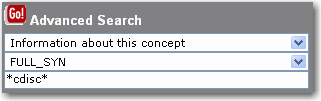 Go! Advanced Search
Information about this concept
FULL_SYN
*cdisc*